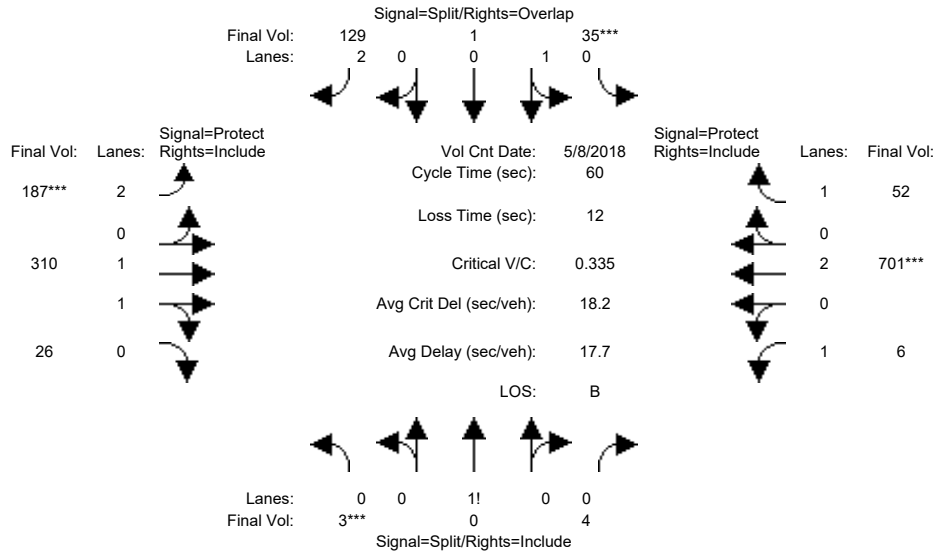 Signal=Split/Rights=Overlap
Final Vol: 129 1 35***
Lanes: 2 0 0 1 0
Signal=Protect
Final Vol: Lanes: Rights=Include
Vol Cnt Date: 5/8/2018
Signal=Protect
Rights=Include Lanes: Final Vol:
Cycle Time (sec): 60
187*** 2
1 52
Loss Time (sec): 12
0
0
310 1
Critical V/C: 0.335
2 701***
1
Avg Crit Del (sec/veh): 18.2
0
26 0
Avg Delay (sec/veh): 17.7
1 6
LOS: B
Lanes: 0 0 1! 0 0
Final Vol: 3*** 0 4
Signal=Split/Rights=Include